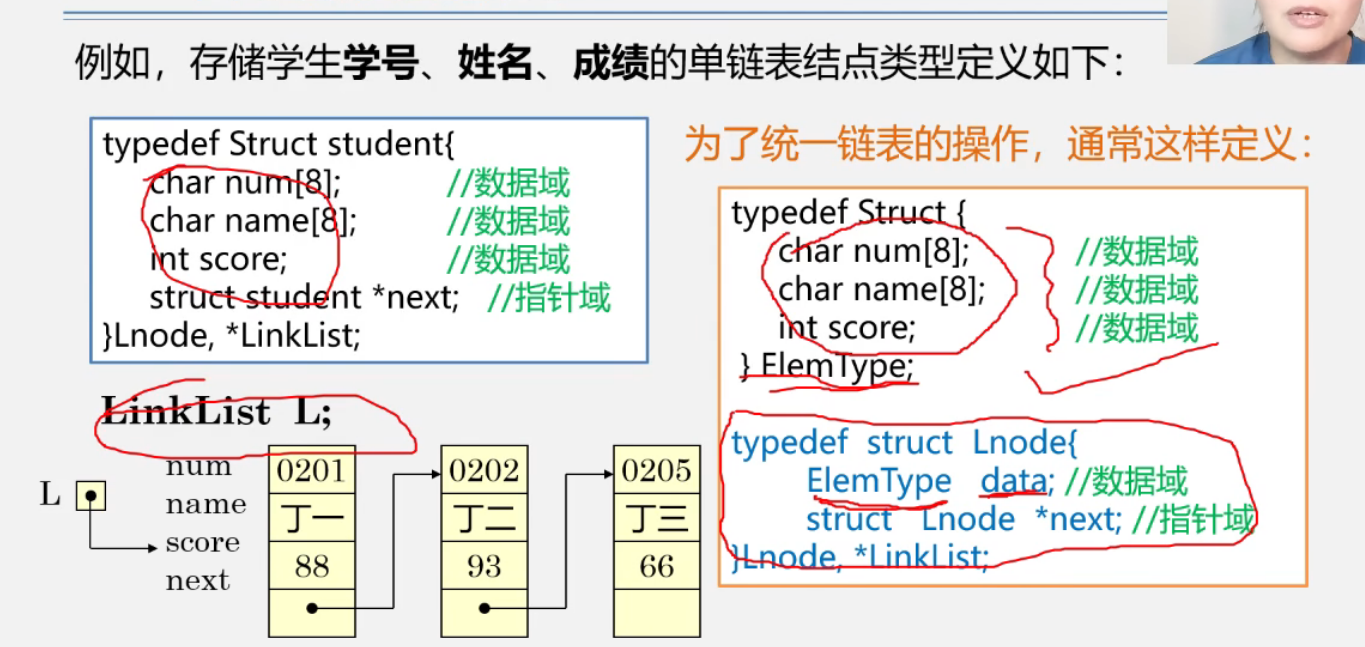 例如，存储学生学号、姓名、成绩的单链表结点类型定义如下：
typedef Struct student{
char num[8]; //数据域
char name[8]; //数据域
int score; //数据域
struct student *next; //指针域
}Lnode, *LinkList;
为了统一链表的操作，通常这样定义：
typedef Struct {
char num[8]; //数据域
char name[8]; //数据域
int score; //数据域
} ElemType;
typedef struct Lnode{
ElemType data; //数据域
struct Lnode *next; //指针域
}Lnode, *LinkList;
LinkList L;
L
num 0201 0202 0205
name 丁一 丁二 丁三
score 88 93 66
next